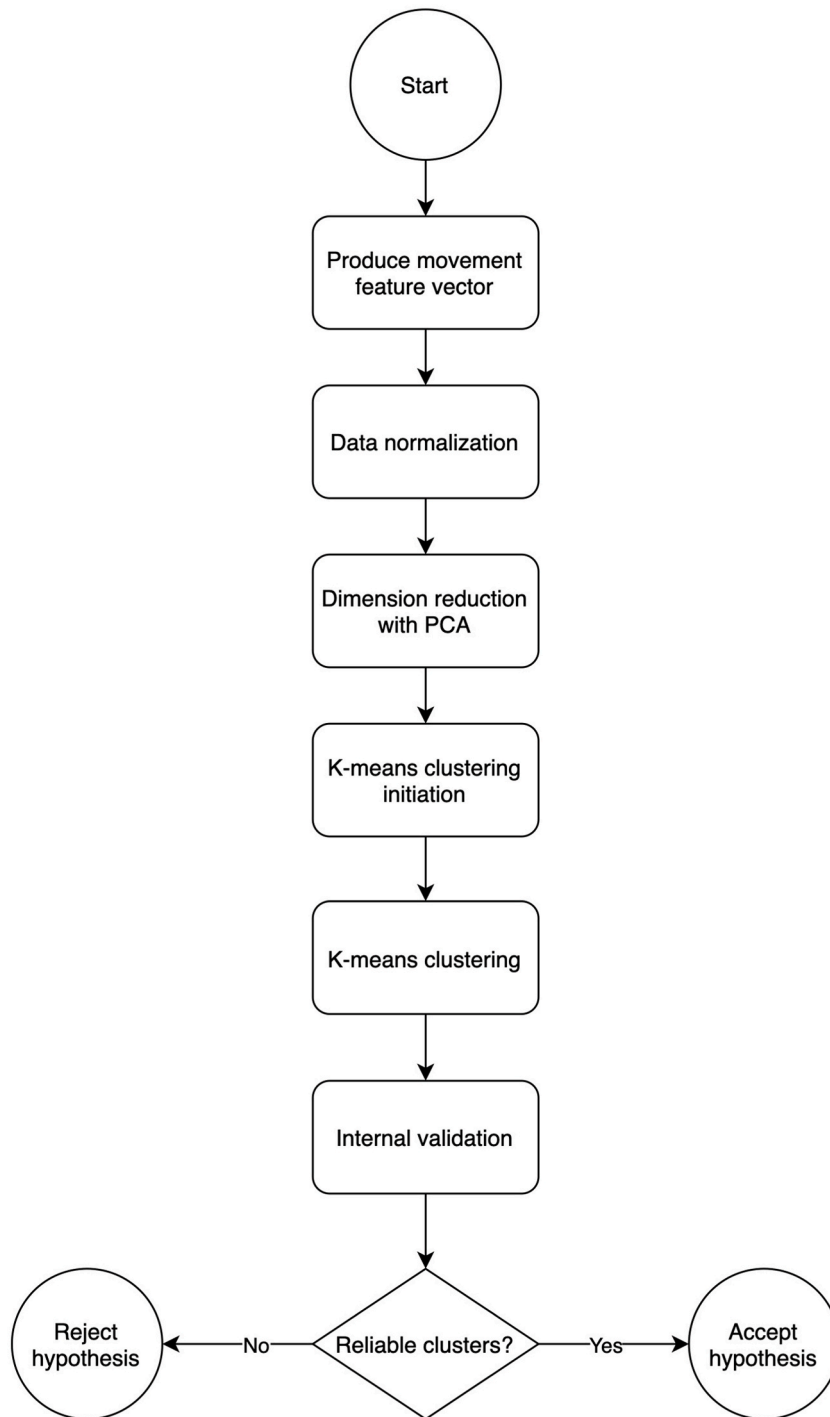 Start
Produce movement
feature vector
Data normalization
Dimension reduction
with PCA
K-means clustering
initiation
K-means clustering
Internal validation
Reject
hypothesis
No
Reliable clusters?
Yes
Accept
hypothesis